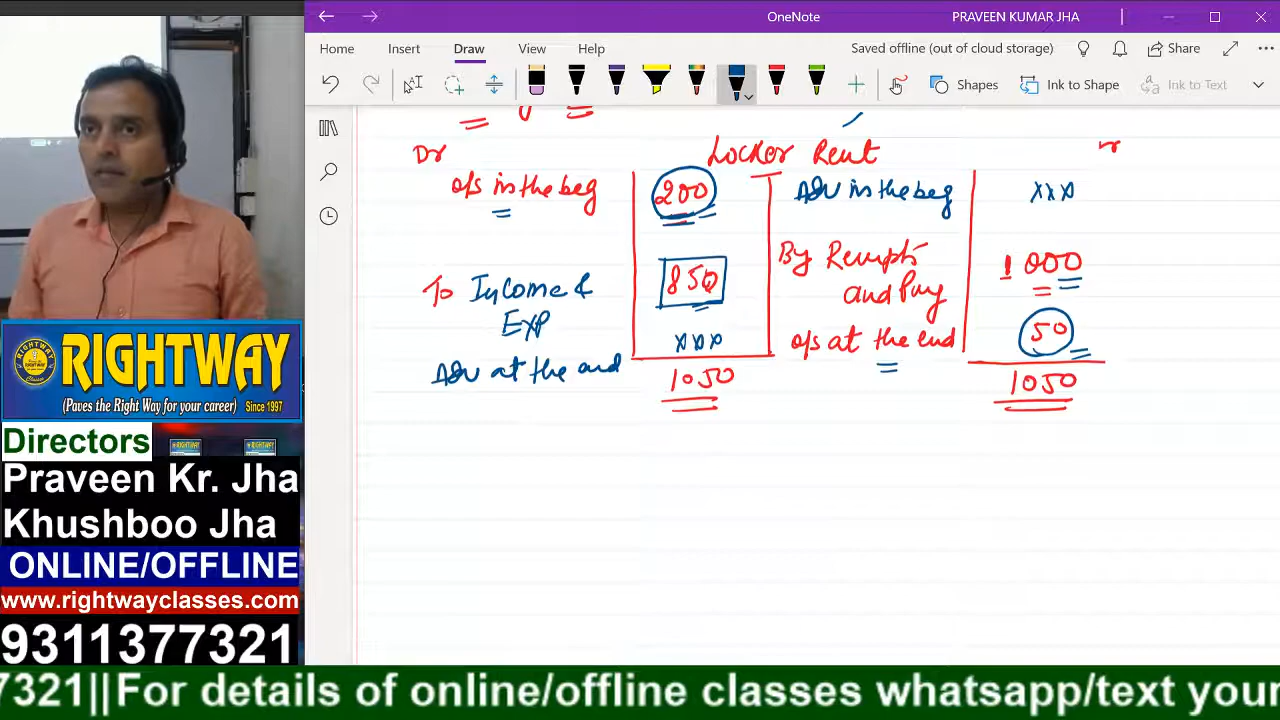 OneNote
PRAVEEN KUMAR JHA
Home Insert Draw View Help
Saved offline (out of cloud storage)
Share
Shapes
Ink to Shape
Ink to Text
Dr
Locker Rent
o/s in the beg 200
Adv in the beg xxx
To Income & Exp 850
By Receipts and Pay 1000
Adv at the end xxx
o/s at the end 50
1050
1050
RIGHTWAY
RIGHTWAY
Classes
(Paves the Right Way for your career) Since 1997
Directors
Praveen Kr. Jha
Khushboo Jha
ONLINE/OFFLINE
www.rightwayclasses.com
9311377321
7321||For details of online/offline classes whatsapp/text your